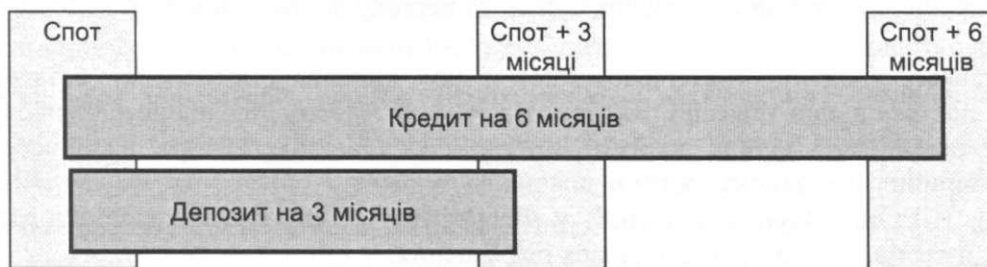 Спот
Спот + 3
місяці
Спот + 6
місяців
Кредит на 6 місяців
Депозит на 3 місяців